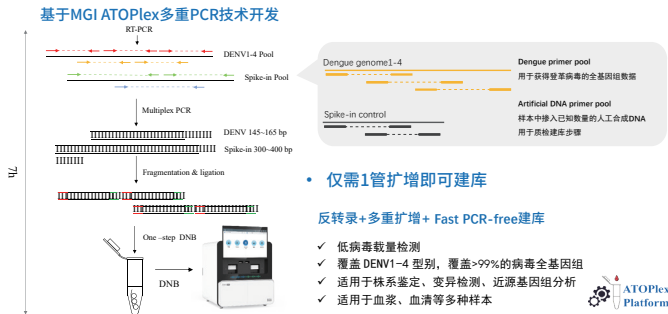 基于MGI ATOPlex多重PCR技术开发
RT-PCR
DENV1-4 Pool
Spike-in Pool
Multiplex PCR
DENV 145~165 bp
Spike-in 300~400 bp
Fragmentation & ligation
One –step DNB
DNB
7h
Dengue genome1-4
Dengue primer pool
用于获得登革病毒的全基因组数据
Spike-in control
Artificial DNA primer pool
样本中掺入已知数量的人工合成DNA
用于质检建库步骤
• 仅需1管扩增即可建库
反转录+多重扩增+ Fast PCR-free建库
✓ 低病毒载量检测
✓ 覆盖 DENV1-4 型别，覆盖>99%的病毒全基因组
✓ 适用于株系鉴定、变异检测、近源基因组分析
✓ 适用于血浆、血清等多种样本
ATOPlex
Platform